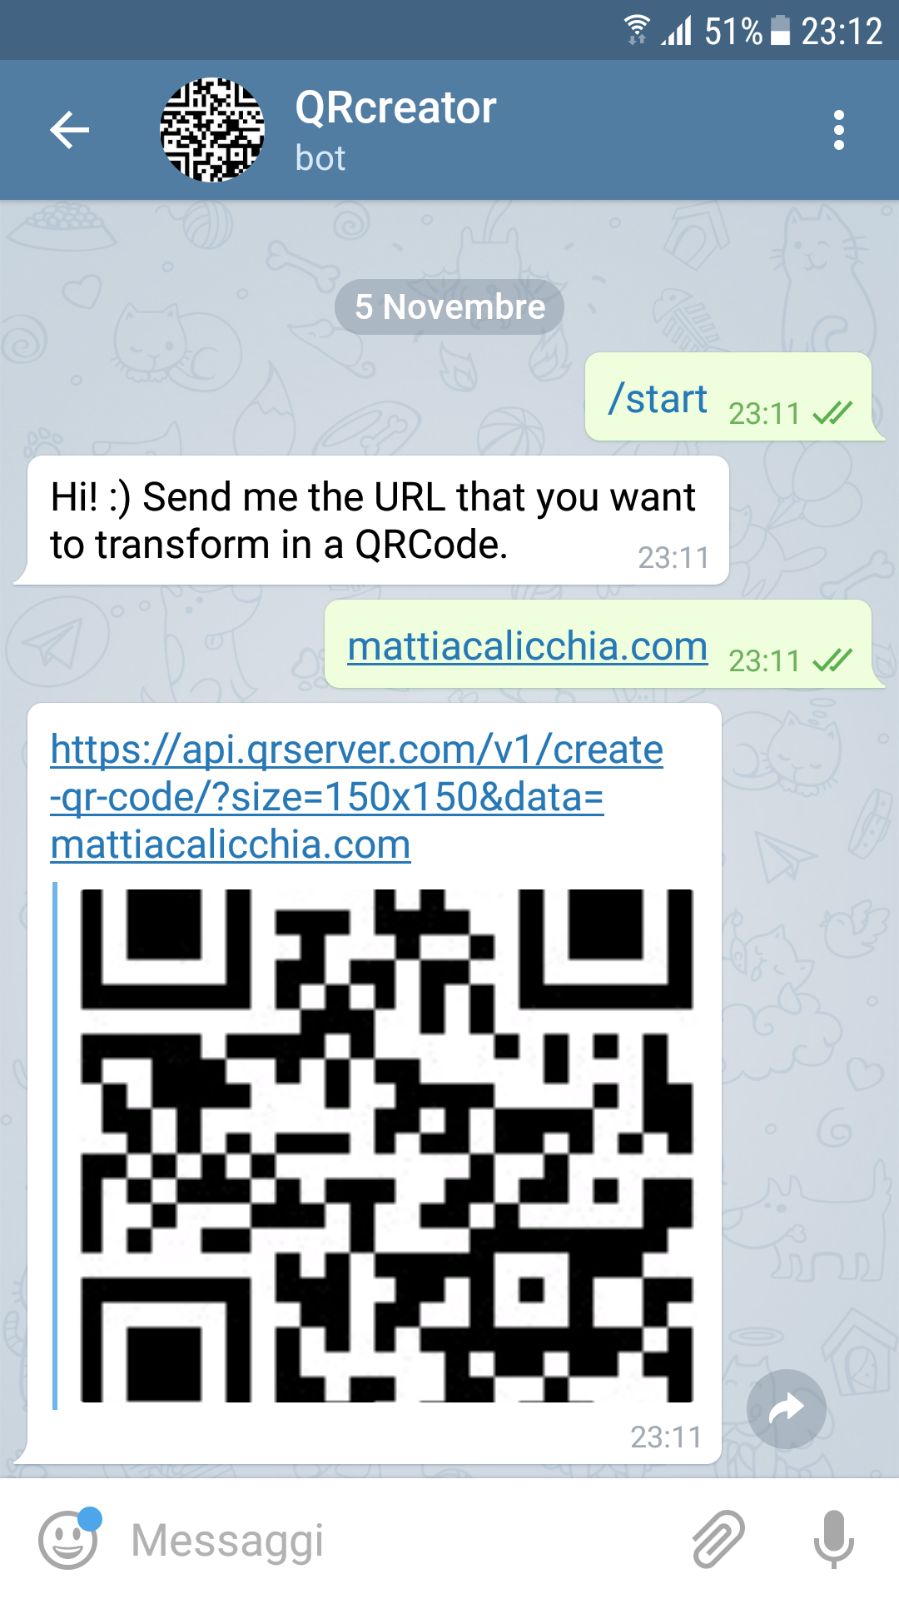 51% 23:12
QRcreator
bot
5 Novembre
/start 23:11
Hi! :) Send me the URL that you want
to transform in a QRCode. 23:11
mattiacalicchia.com 23:11
https://api.qrserver.com/v1/create
-qr-code/?size=150x150&data=
mattiacalicchia.com
23:11
Messaggi